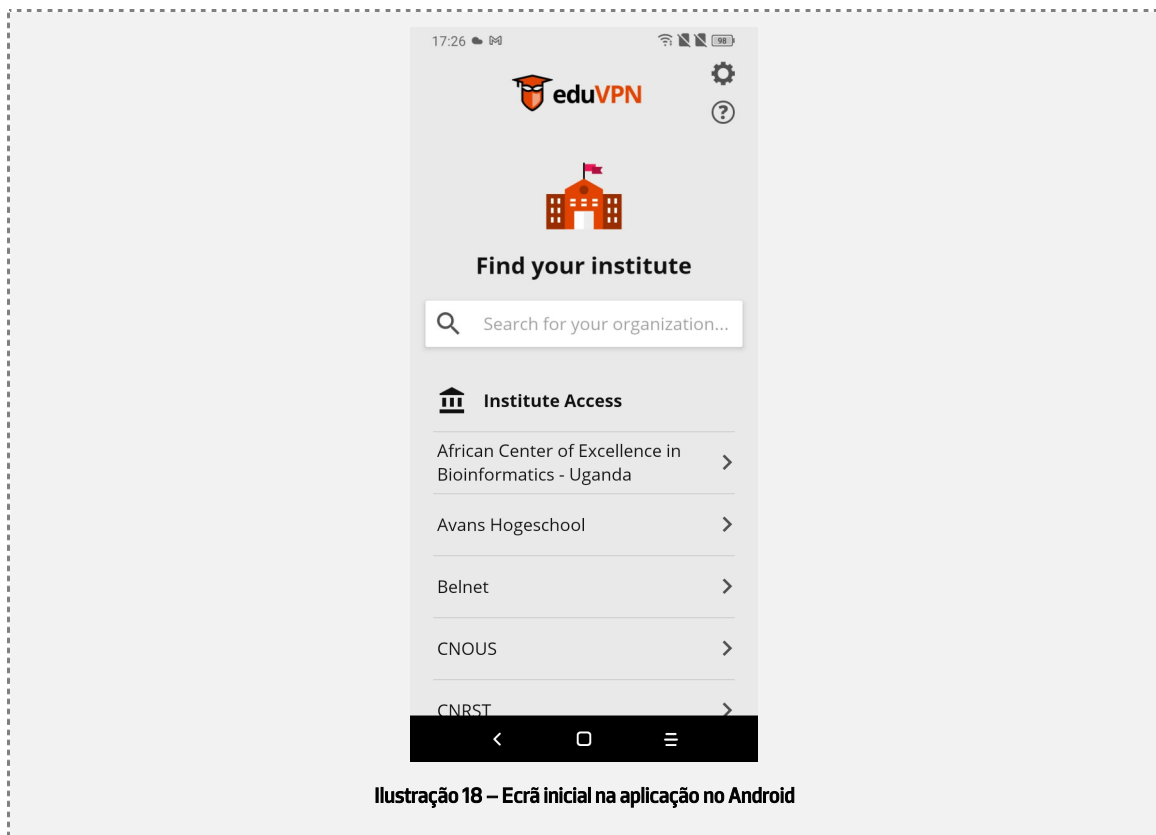 17:26
98
eduVPN
Find your institute
Search for your organization...
Institute Access
African Center of Excellence in
Bioinformatics - Uganda
Avans Hogeschool
Belnet
CNOUS
CNRST
Ilustração 18 – Ecrã inicial na aplicação no Android